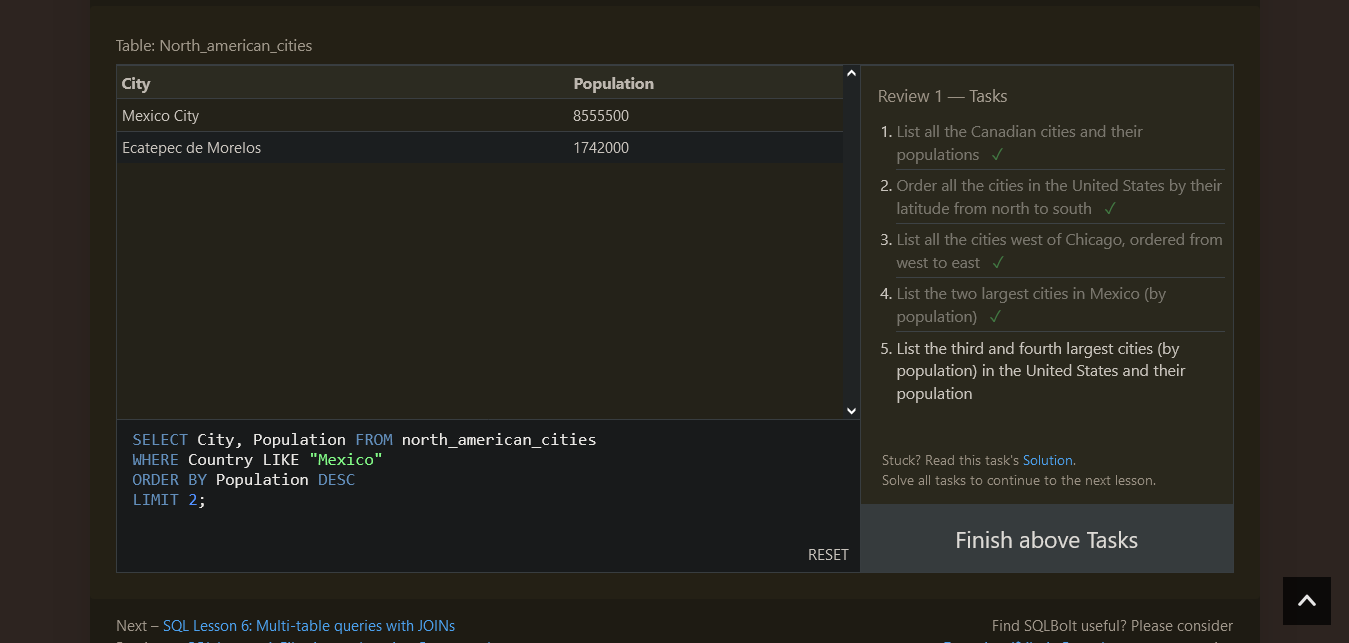 Table: North_american_cities
City Population
Mexico City 8555500
Ecatepec de Morelos 1742000
SELECT City, Population FROM north_american_cities
WHERE Country LIKE "Mexico"
ORDER BY Population DESC
LIMIT 2;
RESET
Review 1 — Tasks
1. List all the Canadian cities and their
populations ✓
2. Order all the cities in the United States by their
latitude from north to south ✓
3. List all the cities west of Chicago, ordered from
west to east ✓
4. List the two largest cities in Mexico (by
population) ✓
5. List the third and fourth largest cities (by
population) in the United States and their
population
Stuck? Read this task's Solution.
Solve all tasks to continue to the next lesson.
Finish above Tasks
Next – SQL Lesson 6: Multi-table queries with JOINs
Find SQLBolt useful? Please consider